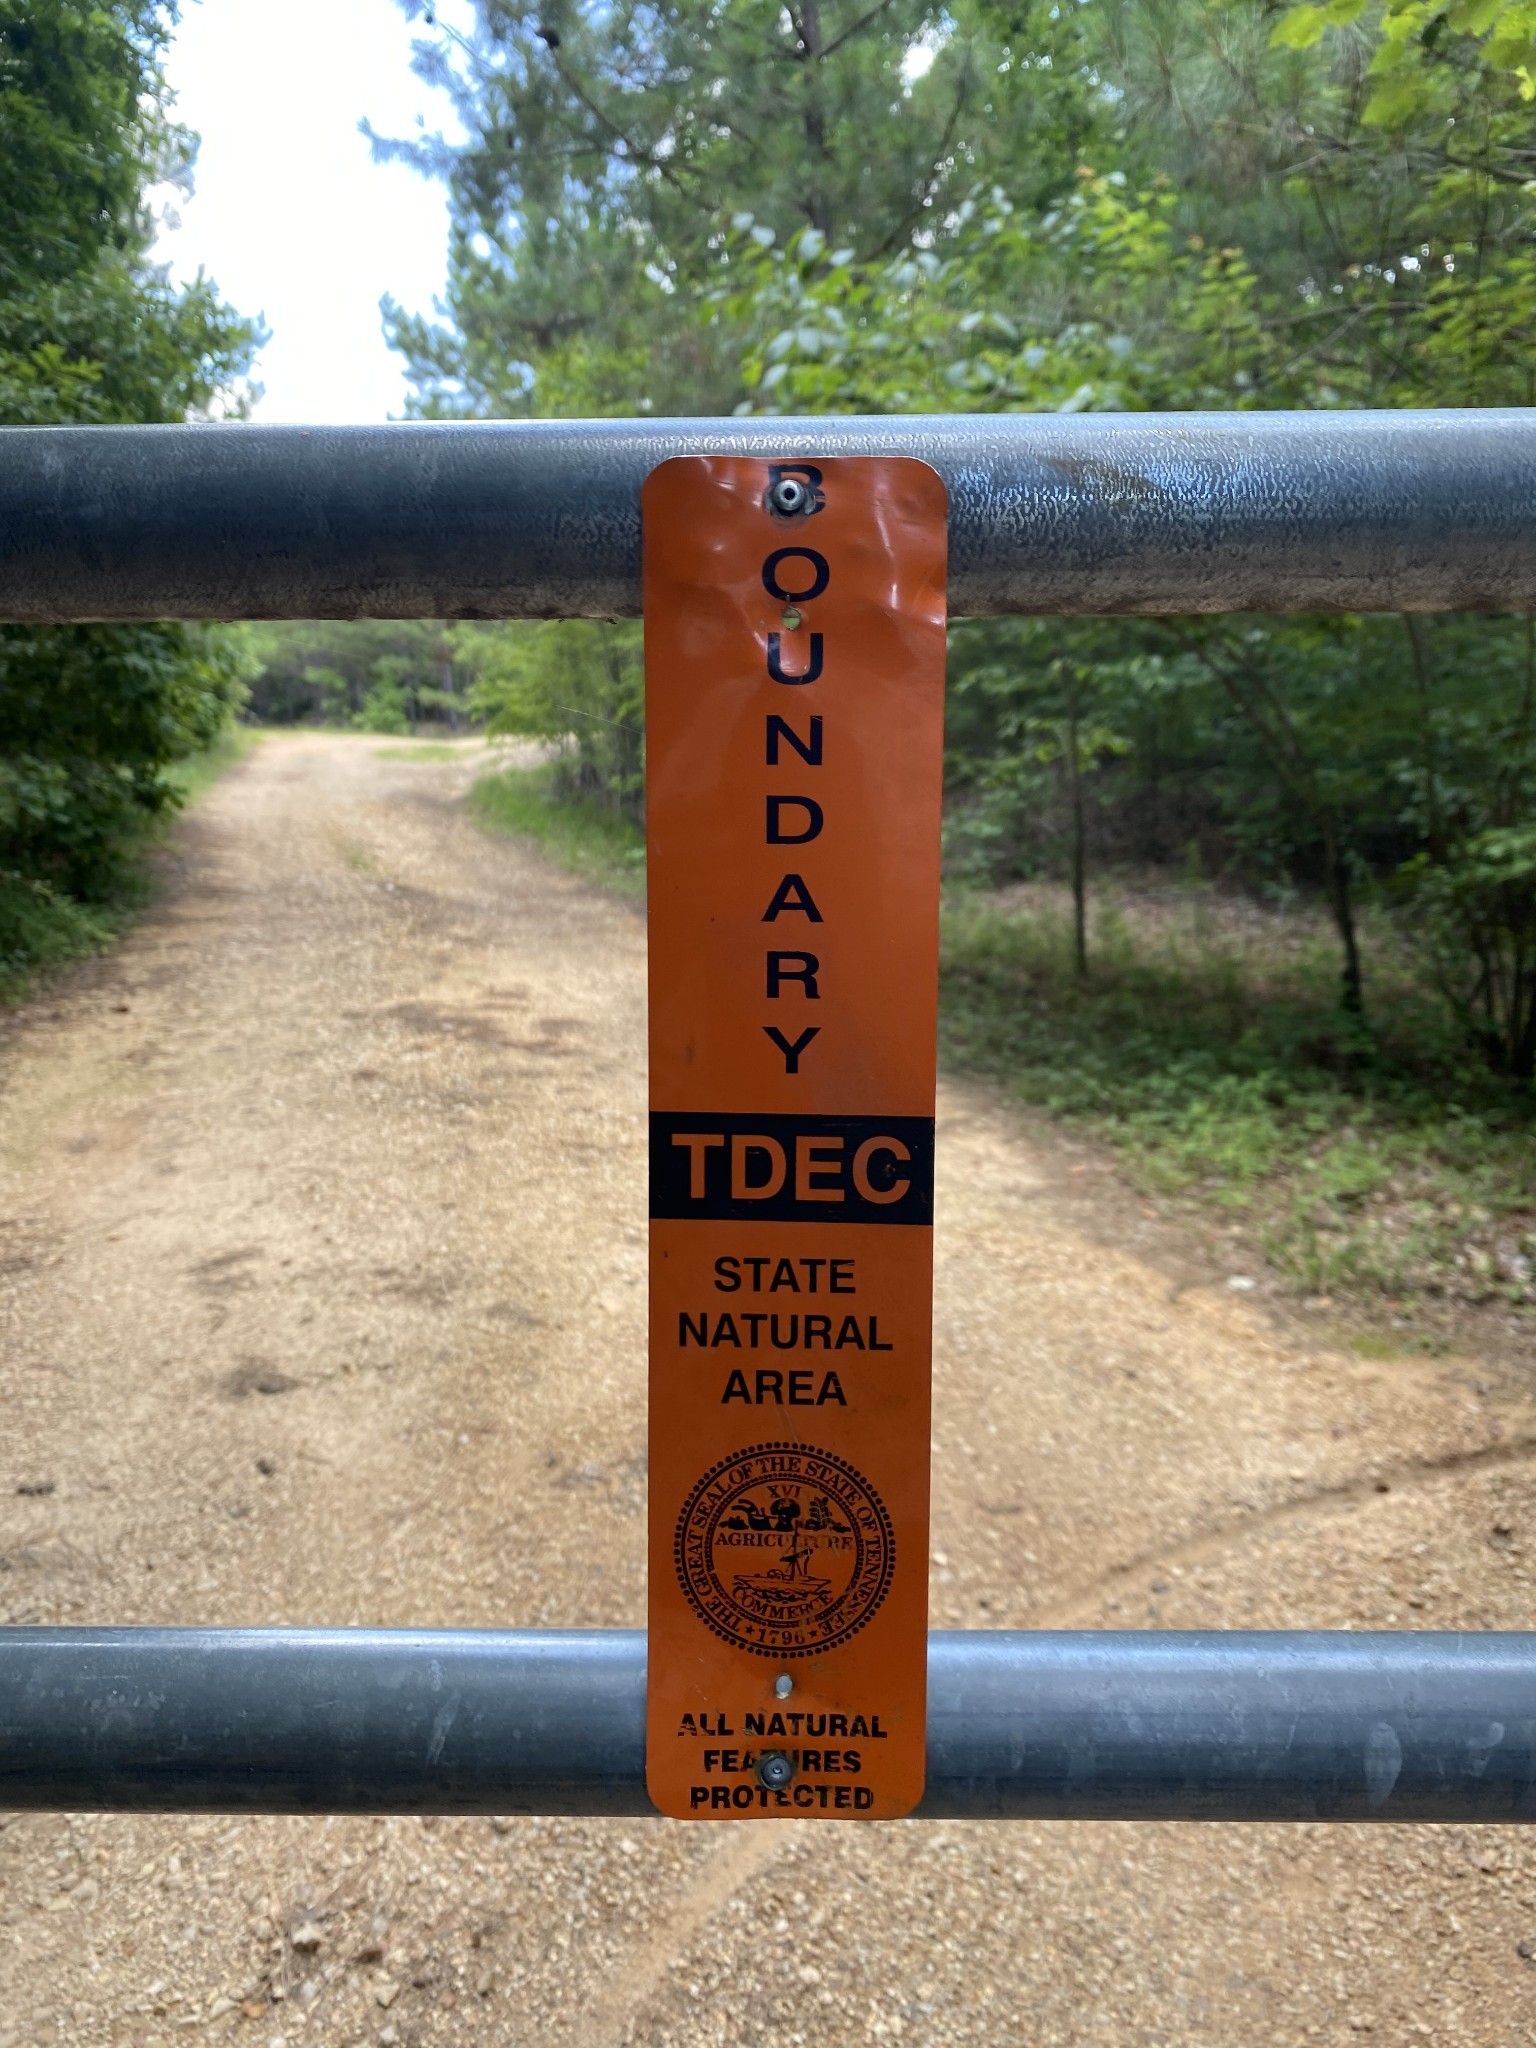 BOUNDARY
TDEC
STATE
NATURAL
AREA
THE GREAT SEAL OF THE STATE OF TENNESSEE
XVI
AGRICULTURE
COMMERCE
★ 1796 ★
ALL NATURAL
FEATURES
PROTECTED